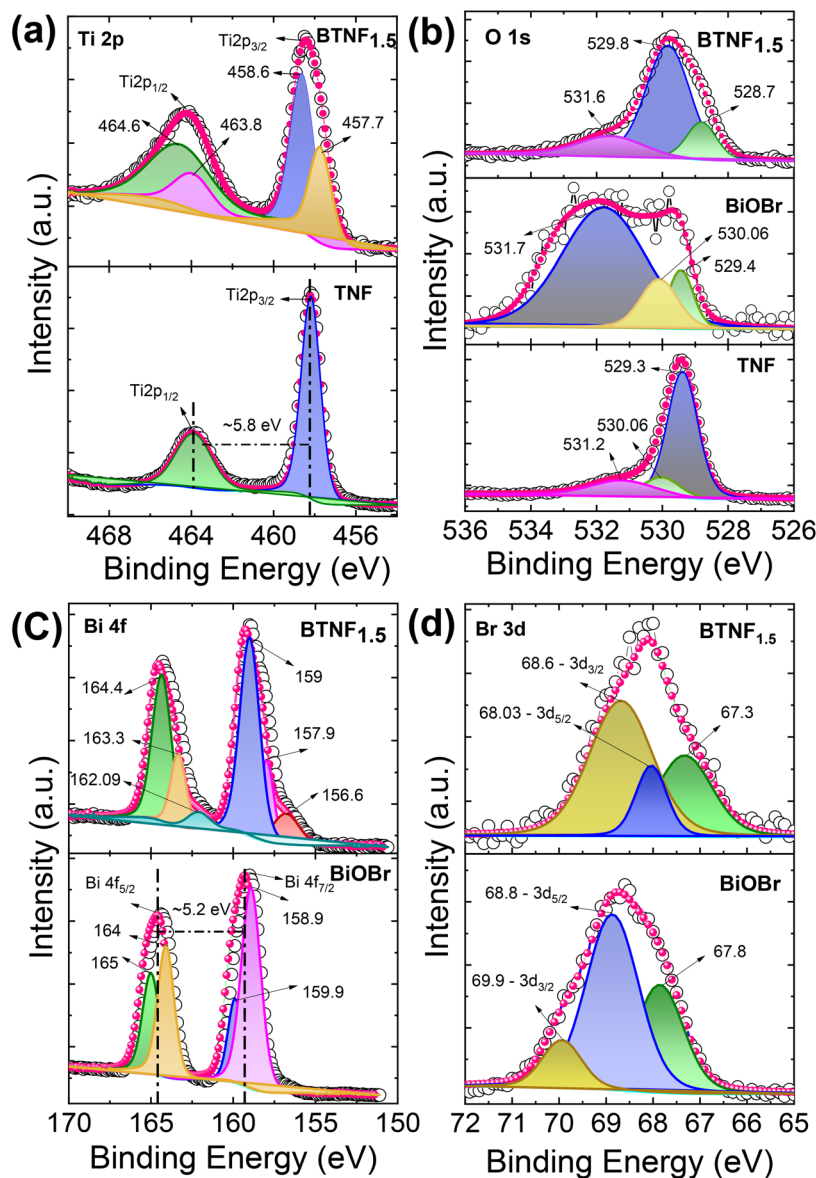 (a)
Ti 2p
Ti2p3/2
BTNF1.5
458.6
Ti2p1/2
464.6
463.8
457.7
Ti2p3/2
TNF
Ti2p1/2
~5.8 eV
468 464 460 456
Binding Energy (eV)
Intensity (a.u.)
(b)
O 1s
529.8
BTNF1.5
531.6
528.7
BiOBr
531.7
530.06
529.4
TNF
529.3
530.06
531.2
536 534 532 530 528 526
Binding Energy (eV)
Intensity (a.u.)
(C)
Bi 4f
BTNF1.5
159
164.4
163.3
157.9
162.09
156.6
BiOBr
Bi 4f5/2
~5.2 eV
Bi 4f7/2
164
158.9
165
159.9
170 165 160 155 150
Binding Energy (eV)
Intensity (a.u.)
(d)
Br 3d
BTNF1.5
68.6 - 3d3/2
68.03 - 3d5/2
67.3
BiOBr
68.8 - 3d5/2
67.8
69.9 - 3d3/2
72 71 70 69 68 67 66 65
Binding Energy (eV)
Intensity (a.u.)